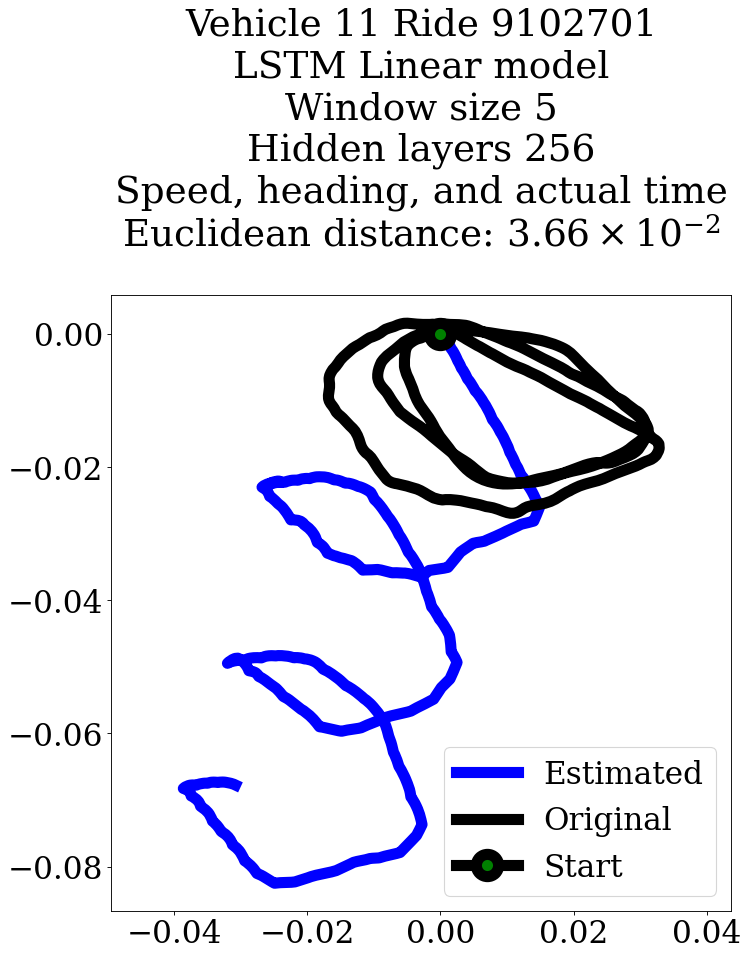 Vehicle 11 Ride 9102701
LSTM Linear model
Window size 5
Hidden layers 256
Speed, heading, and actual time
Euclidean distance: 3.66 × 10⁻²
0.00
−0.02
−0.04
−0.06
−0.08
Estimated
Original
Start
−0.04 −0.02 0.00 0.02 0.04